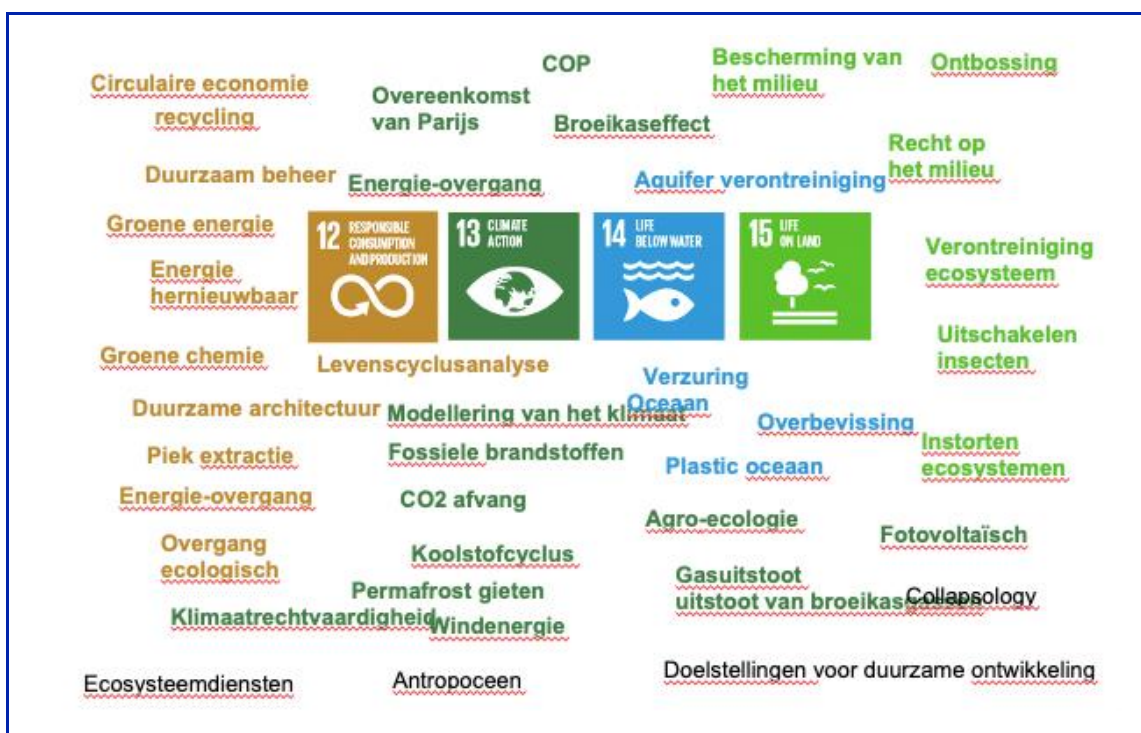 COP
Bescherming van
het milieu
Ontbossing
Circulaire economie
recycling
Overeenkomst
van Parijs
Broeikaseffect
Recht op
het milieu
Duurzaam beheer
Energie-overgang
Aquifer verontreiniging
Groene energie
12 RESPONSIBLE
CONSUMPTION
AND PRODUCTION
13 CLIMATE
ACTION
14 LIFE
BELOW WATER
15 LIFE
ON LAND
Verontreiniging
ecosysteem
Energie
hernieuwbaar
Uitschakelen
insecten
Groene chemie
Levenscyclusanalyse
Verzuring
Oceaan
Duurzame architectuur
Modellering van het klimaat
Overbevissing
Instorten
ecosystemen
Piek extractie
Fossiele brandstoffen
Plastic oceaan
Energie-overgang
CO2 afvang
Agro-ecologie
Fotovoltaïsch
Overgang
ecologisch
Koolstofcyclus
Gasuitstoot
uitstoot van broeikasgassen
Collapsology
Permafrost gieten
Klimaatrechtvaardigheid
Windenergie
Ecosysteemdiensten
Antropoceen
Doelstellingen voor duurzame ontwikkeling